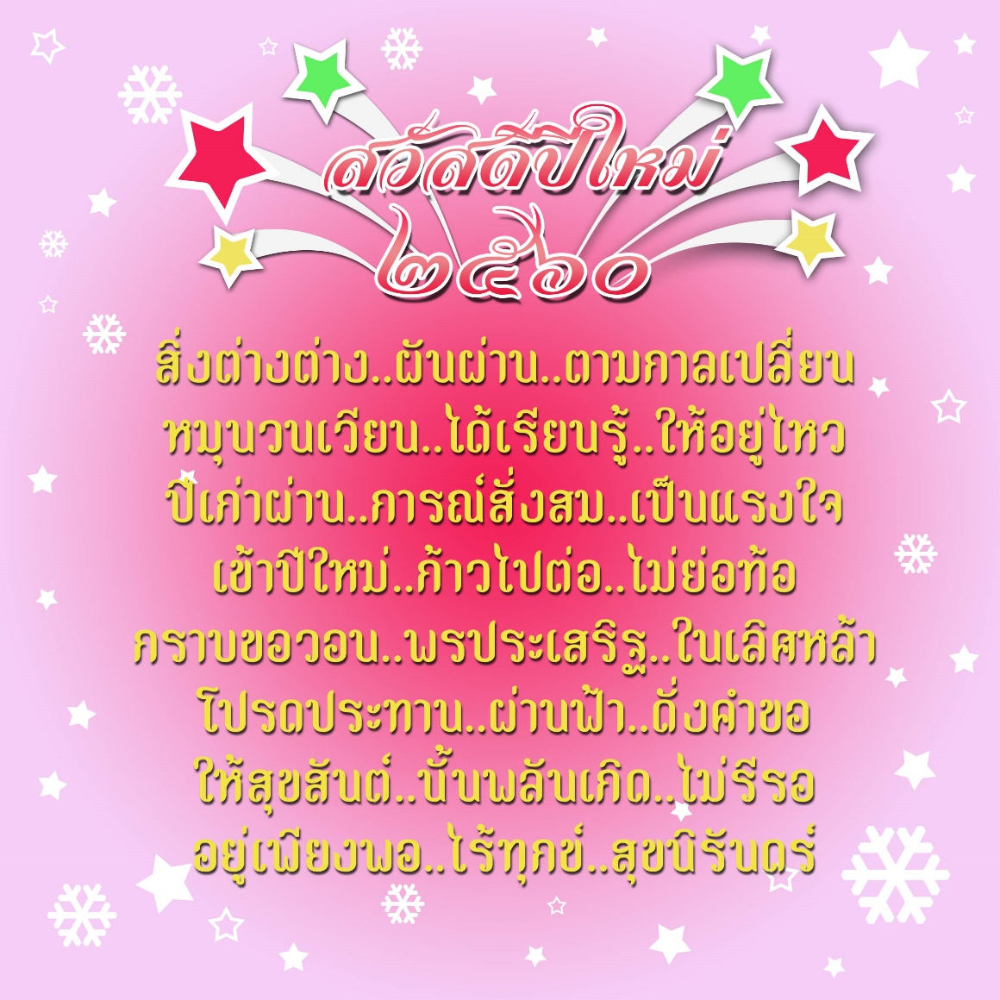 สวัสดีปีใหม่
๒๕๖๐
สิ่งต่างต่าง..ผันผ่าน..ตามกาลเปลี่ยน
หมุนวนเวียน..ได้เรียนรู้..ให้อยู่ไหว
ปีเก่าผ่าน..การณ์สั่งสม..เป็นแรงใจ
เข้าปีใหม่..ก้าวไปต่อ..ไม่ย่อท้อ
กราบขอวอน..พรประเสริฐ..ในเลิศหล้า
โปรดประทาน..ผ่านฟ้า..ดั่งคำขอ
ให้สุขสันต์..นั้นพลันเกิด..ไม่รีรอ
อยู่เพียงพอ..ไร้ทุกข์..สุขนิรันดร์